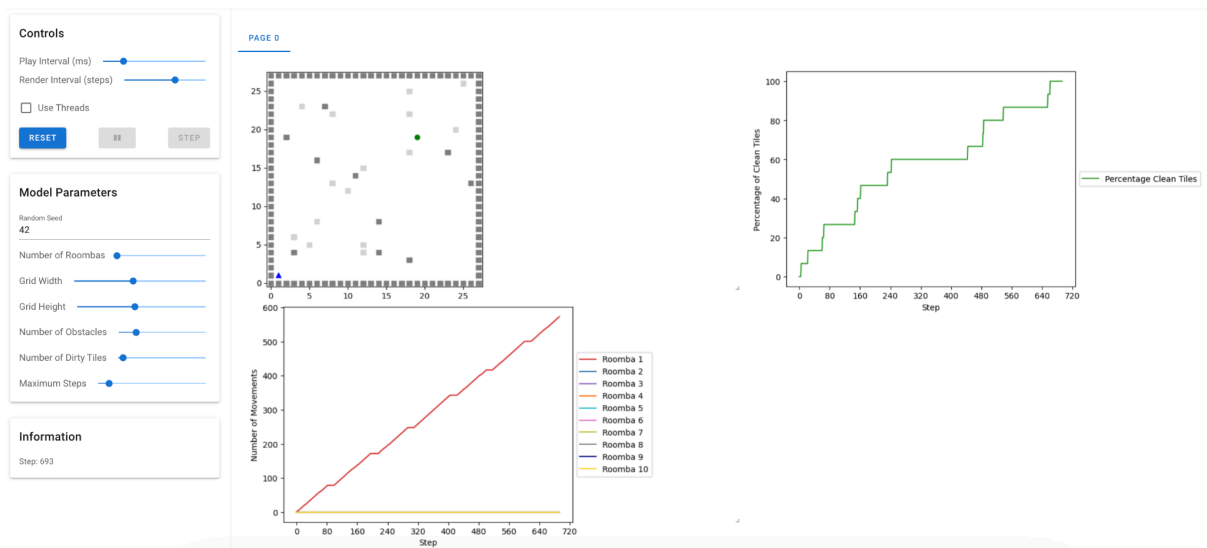 Controls
Play Interval (ms)
Render Interval (steps)
Use Threads
RESET
STEP
Model Parameters
Random Seed
42
Number of Roombas
Grid Width
Grid Height
Number of Obstacles
Number of Dirty Tiles
Maximum Steps
Information
Step: 693
PAGE 0
25
20
15
10
5
0
0 5 10 15 20 25
600
500
400
300
200
100
0
Number of Movements
0 80 160 240 320 400 480 560 640 720
Step
Roomba 1
Roomba 2
Roomba 3
Roomba 4
Roomba 5
Roomba 6
Roomba 7
Roomba 8
Roomba 9
Roomba 10
100
80
60
40
20
0
Percentage of Clean Tiles
0 80 160 240 320 400 480 560 640 720
Step
Percentage Clean Tiles